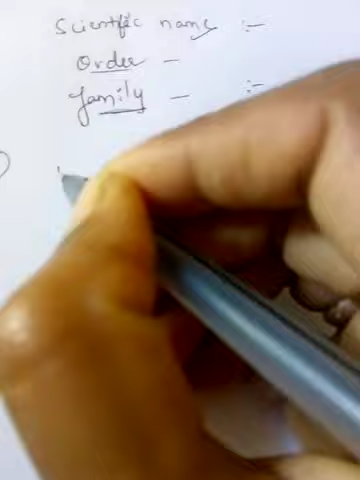 Scientific name :-
Order -
family - :-